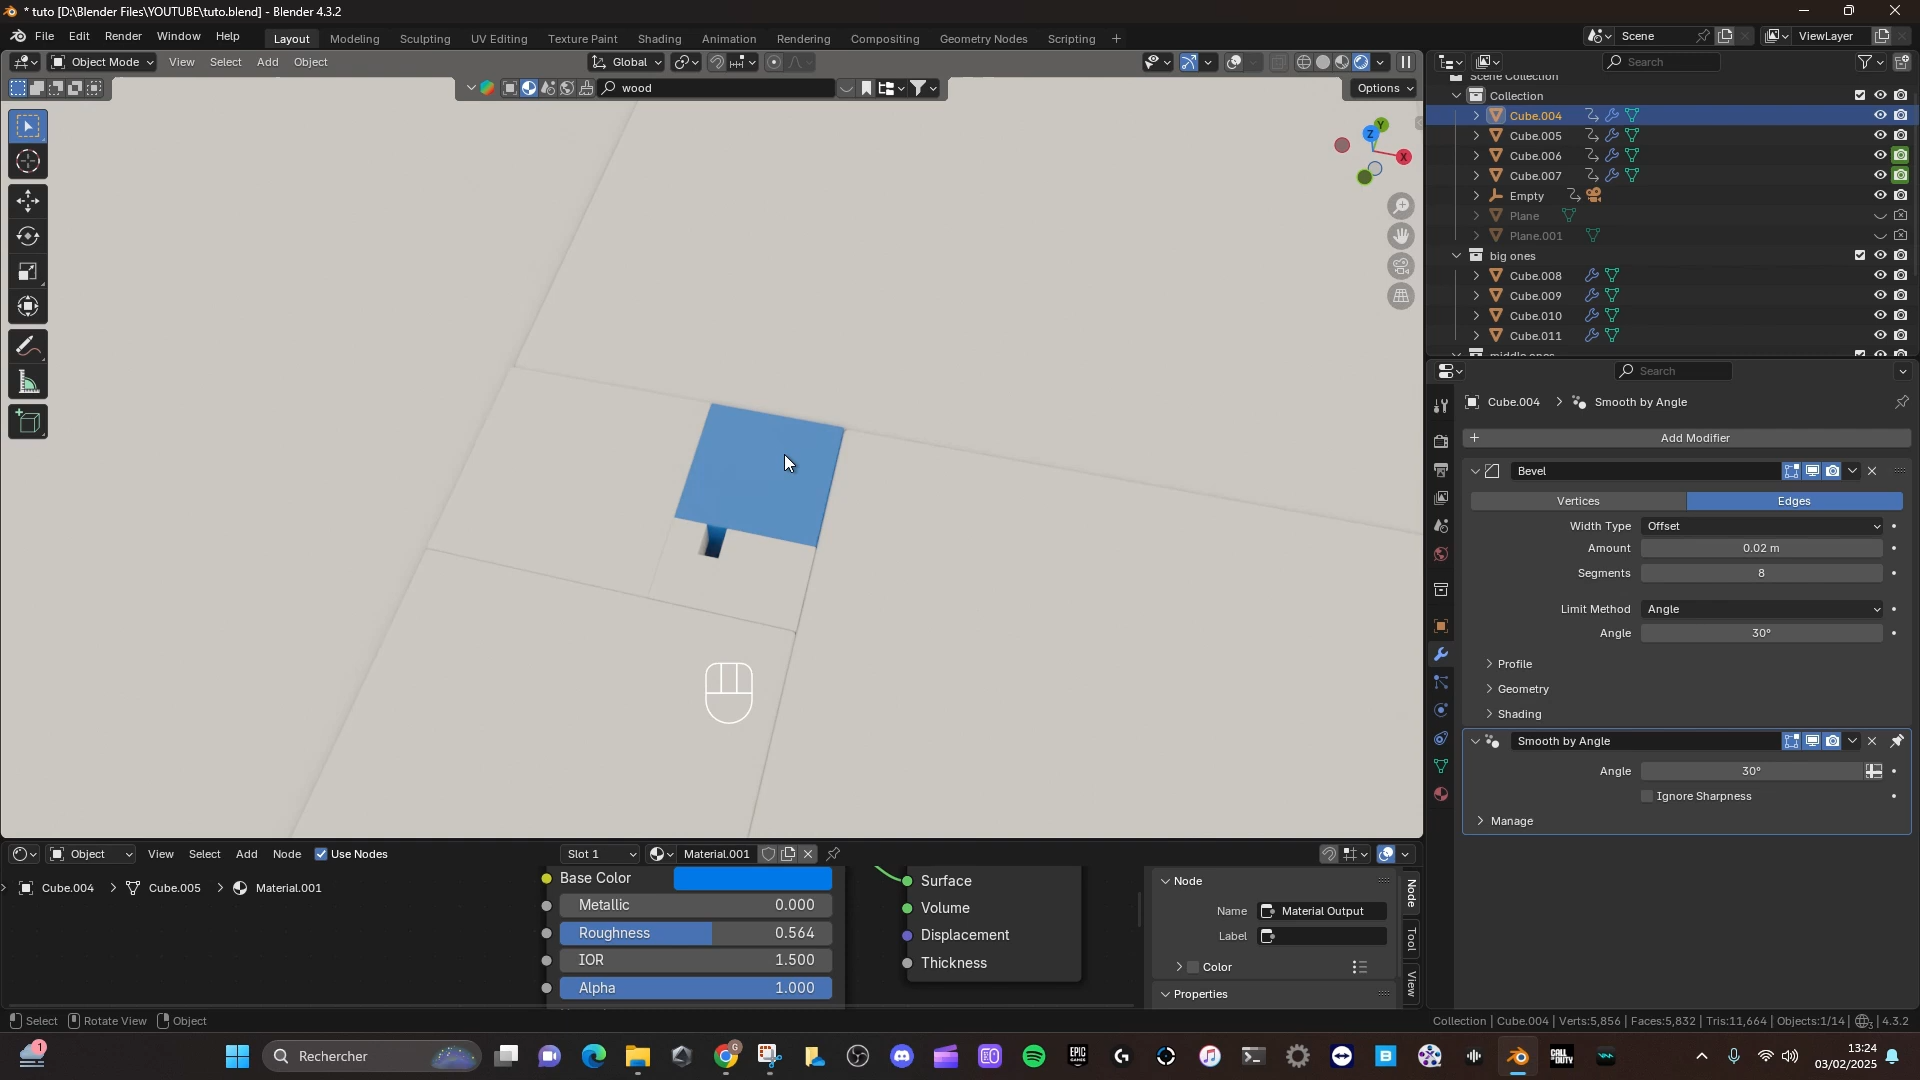 * tuto [D:\Blender Files\YOUTUBE\tuto.blend] - Blender 4.3.2
File Edit Render Window Help Layout Modeling Sculpting UV Editing Texture Paint Shading Animation Rendering Compositing Geometry Nodes Scripting + Scene ViewLayer
Object Mode View Select Add Object Global Search
wood Options
Scene Collection
Collection
Cube.004
Cube.005
Cube.006
Cube.007
Empty
Plane
Plane.001
big ones
Cube.008
Cube.009
Cube.010
Cube.011
middle ones
Y
Z
X
Search
Cube.004 > Smooth by Angle
+ Add Modifier
Bevel
Vertices Edges
Width Type Offset
Amount 0.02 m
Segments 8
Limit Method Angle
Angle 30°
Profile
Geometry
Shading
Smooth by Angle
Angle 30°
Ignore Sharpness
Manage
Object View Select Add Node Use Nodes Slot 1 Material.001
Cube.004 > Cube.005 > Material.001
Base Color
Metallic 0.000
Roughness 0.564
IOR 1.500
Alpha 1.000
Surface
Volume
Displacement
Thickness
Node
Name Material Output
Label
Color
Properties
Node
Tool
View
Select Rotate View Object
Collection | Cube.004 | Verts:5,856 | Faces:5,832 | Tris:11,664 | Objects:1/14 | 3 | 4.3.2
1
Rechercher
G
EPIC GAMES
CALL DUTY
13:24
03/02/2025